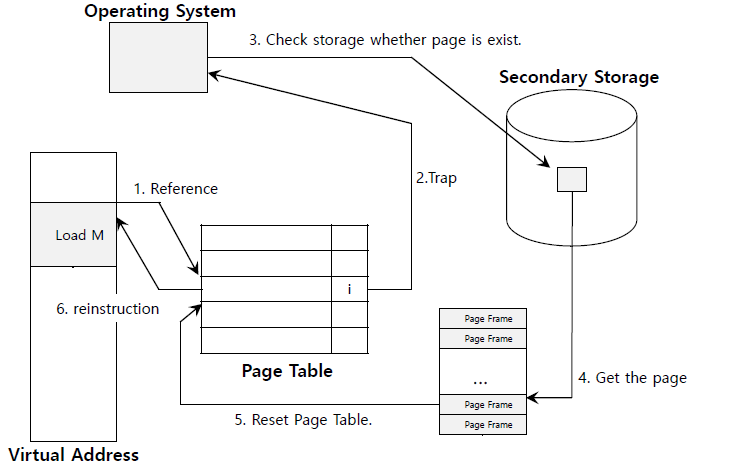 Operating System
3. Check storage whether page is exist.
Secondary Storage
2.Trap
1. Reference
Load M
i
6. reinstruction
Page Frame
Page Frame
Page Table
...
4. Get the page
Page Frame
5. Reset Page Table.
Page Frame
Virtual Address